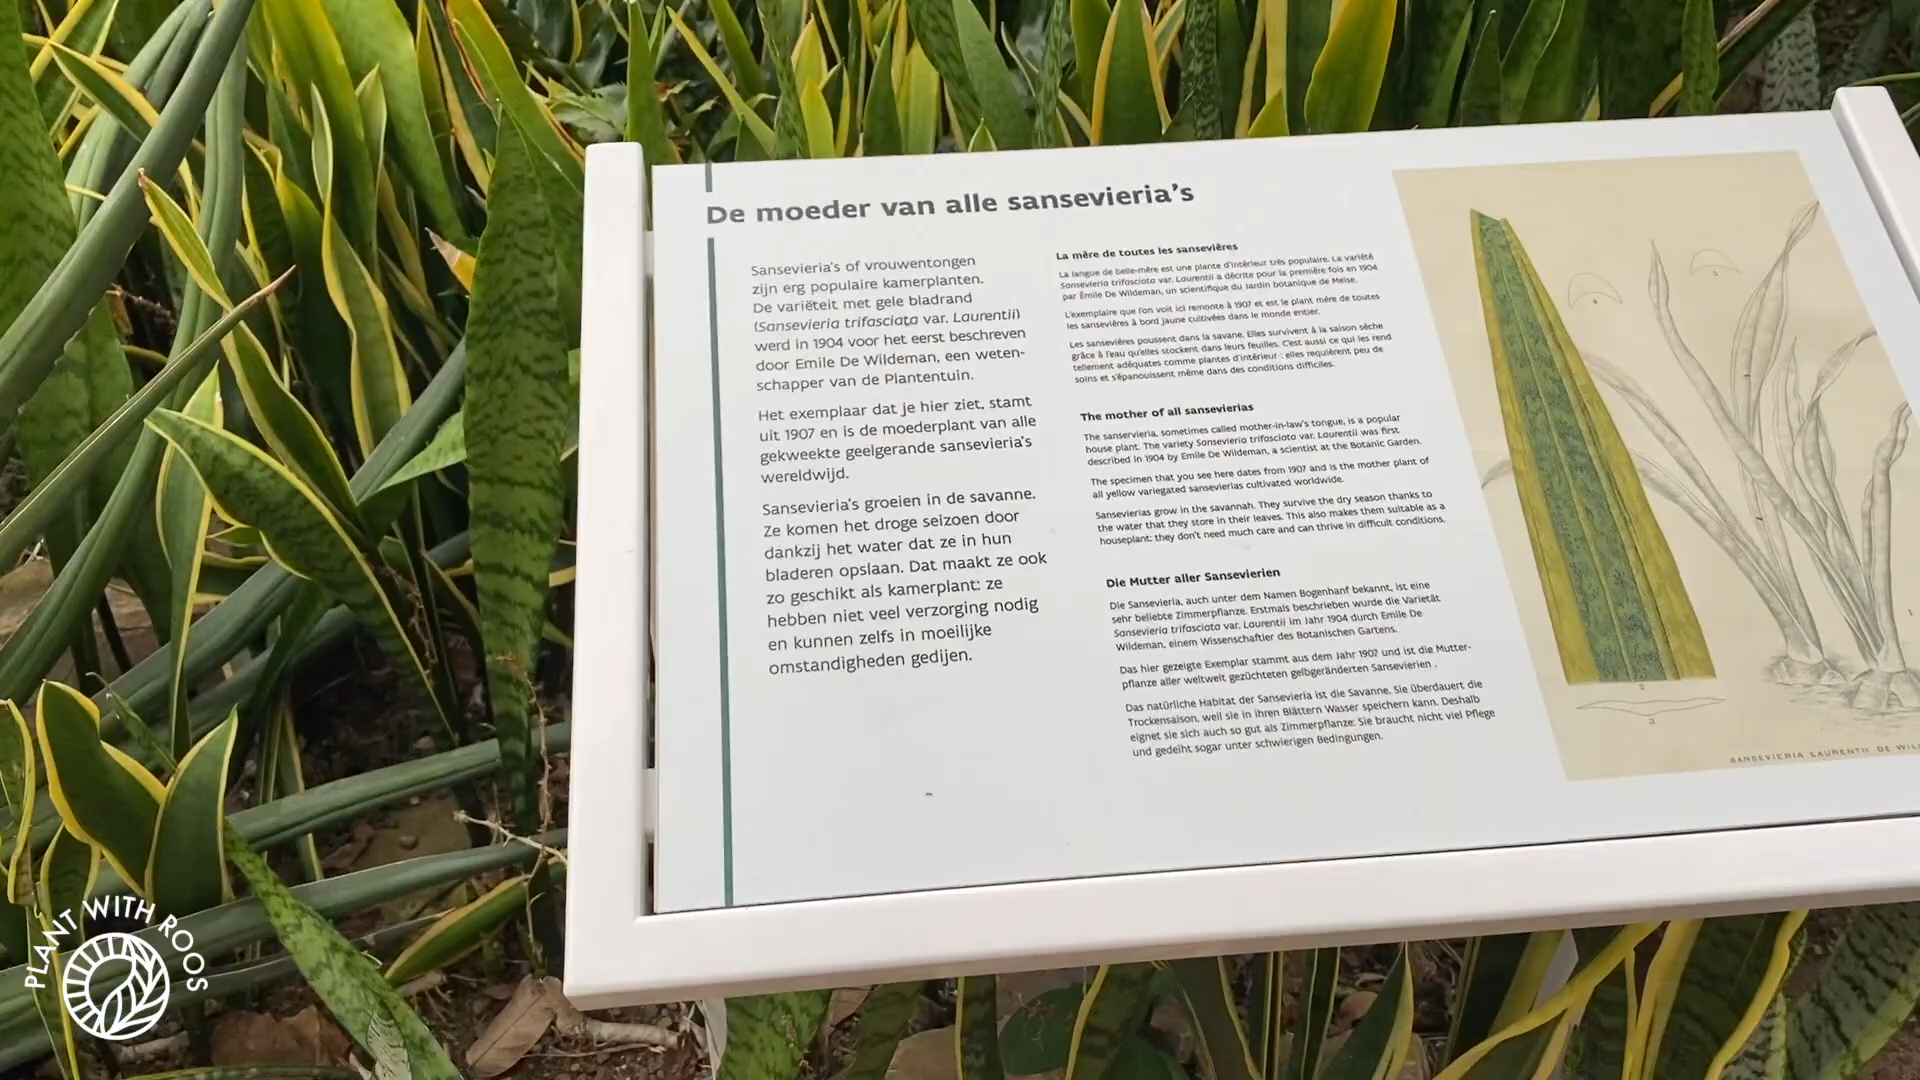 De moeder van alle sansevieria's
Sansevieria's of vrouwentongen
zijn erg populaire kamerplanten.
De variëteit met gele bladrand
(Sansevieria trifasciata var. Laurentii)
werd in 1904 voor het eerst beschreven
door Emile De Wildeman, een weten-
schapper van de Plantentuin.
Het exemplaar dat je hier ziet, stamt
uit 1907 en is de moederplant van alle
gekweekte geelgerande sansevieria's
wereldwijd.
Sansevieria's groeien in de savanne.
Ze komen het droge seizoen door
dankzij het water dat ze in hun
bladeren opslaan. Dat maakt ze ook
zo geschikt als kamerplant: ze
hebben niet veel verzorging nodig
en kunnen zelfs in moeilijke
omstandigheden gedijen.
La mère de toutes les sansevières
La langue de belle-mère est une plante d'intérieur très populaire. La variété
Sansevieria trifasciata var. Laurentii a décrite pour la première fois en 1904
par Émile De Wildeman, un scientifique du Jardin botanique de Meise.
L'exemplaire que l'on voit ici remonte à 1907 et est le plant mère de toutes
les sansevières à bord jaune cultivées dans le monde entier.
Les sansevières poussent dans la savane. Elles survivent à la saison sèche
grâce à l'eau qu'elles stockent dans leurs feuilles. C'est aussi ce qui les rend
tellement adéquates comme plantes d'intérieur : elles requièrent peu de
soins et s'épanouissent même dans des conditions difficiles.
The mother of all sansevierias
The sanservieria, sometimes called mother-in-law's tongue, is a popular
house plant. The variety Sansevieria trifasciata var. Laurentii was first
described in 1904 by Emile De Wildeman, a scientist at the Botanic Garden.
The specimen that you see here dates from 1907 and is the mother plant of
all yellow variegated sansevierias cultivated worldwide.
Sansevierias grow in the savannah. They survive the dry season thanks to
the water that they store in their leaves. This also makes them suitable as a
houseplant: they don't need much care and can thrive in difficult conditions.
Die Mutter aller Sansevierien
Die Sansevieria, auch unter dem Namen Bogenhanf bekannt, ist eine
sehr beliebte Zimmerpflanze. Erstmals beschrieben wurde die Varietät
Sansevieria trifasciata var. Laurentii im Jahr 1904 durch Emile De
Wildeman, einem Wissenschaftler des Botanischen Gartens.
Das hier gezeigte Exemplar stammt aus dem Jahr 1907 und ist die Mutter-
pflanze aller weltweit gezüchteten gelbgeränderten Sansevierien .
Das natürliche Habitat der Sansevieria ist die Savanne. Sie überdauert die
Trockensaison, weil sie in ihren Blättern Wasser speichern kann. Deshalb
eignet sie sich auch so gut als Zimmerpflanze: Sie braucht nicht viel Pflege
und gedeiht sogar unter schwierigen Bedingungen.
SANSEVIERIA LAURENTII DE WIL
PLANT WITH ROOS